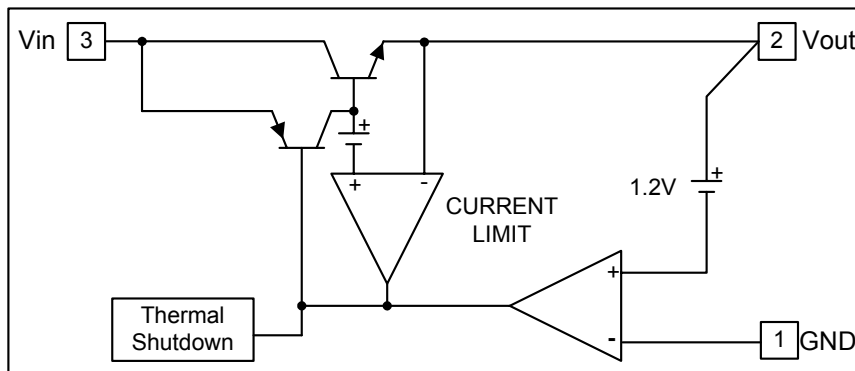 Vin 3
2 Vout
+
+ -
1.2V +
CURRENT
LIMIT
+
-
Thermal
Shutdown
1 GND